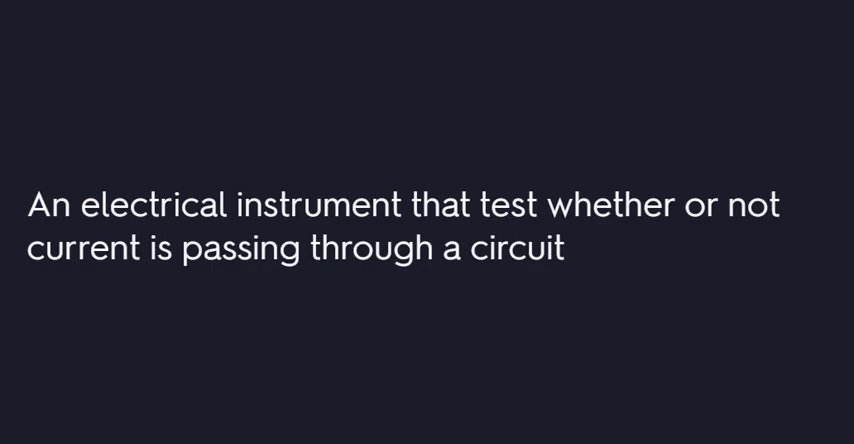 An electrical instrument that test whether or not
current is passing through a circuit